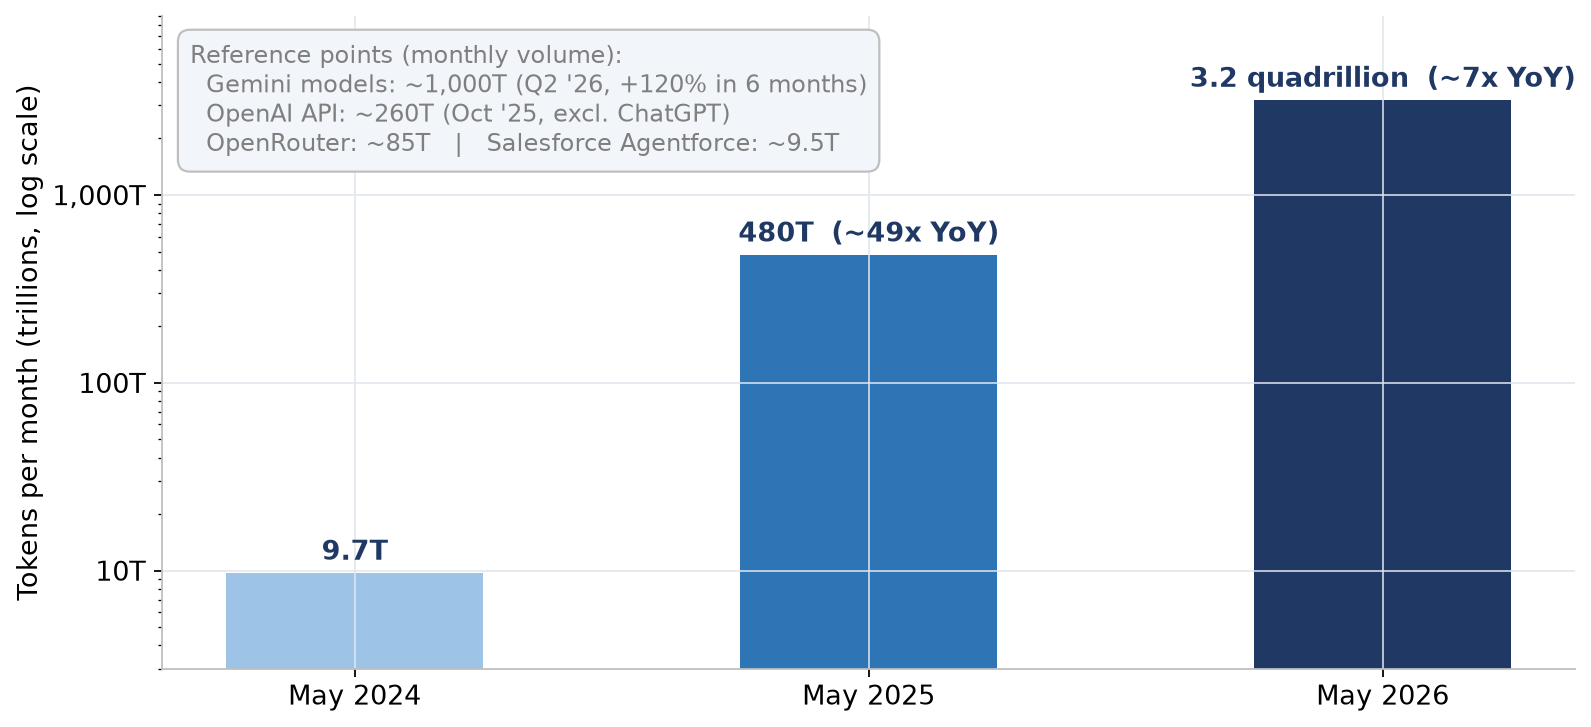 Reference points (monthly volume):
Gemini models: ~1,000T (Q2 '26, +120% in 6 months)
OpenAI API: ~260T (Oct '25, excl. ChatGPT)
OpenRouter: ~85T | Salesforce Agentforce: ~9.5T
3.2 quadrillion (~7x YoY)
480T (~49x YoY)
9.7T
Tokens per month (trillions, log scale)
1,000T
100T
10T
May 2024
May 2025
May 2026